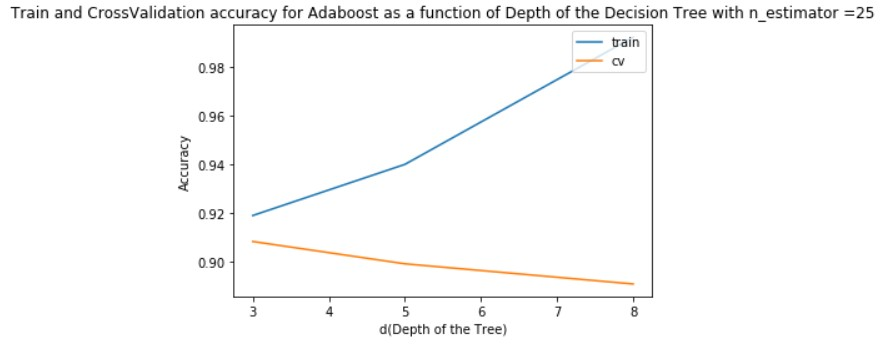 Train and CrossValidation accuracy for Adaboost as a function of Depth of the Decision Tree with n_estimator =25
train
cv
0.98
0.96
0.94
0.92
0.90
Accuracy
3 4 5 6 7 8
d(Depth of the Tree)